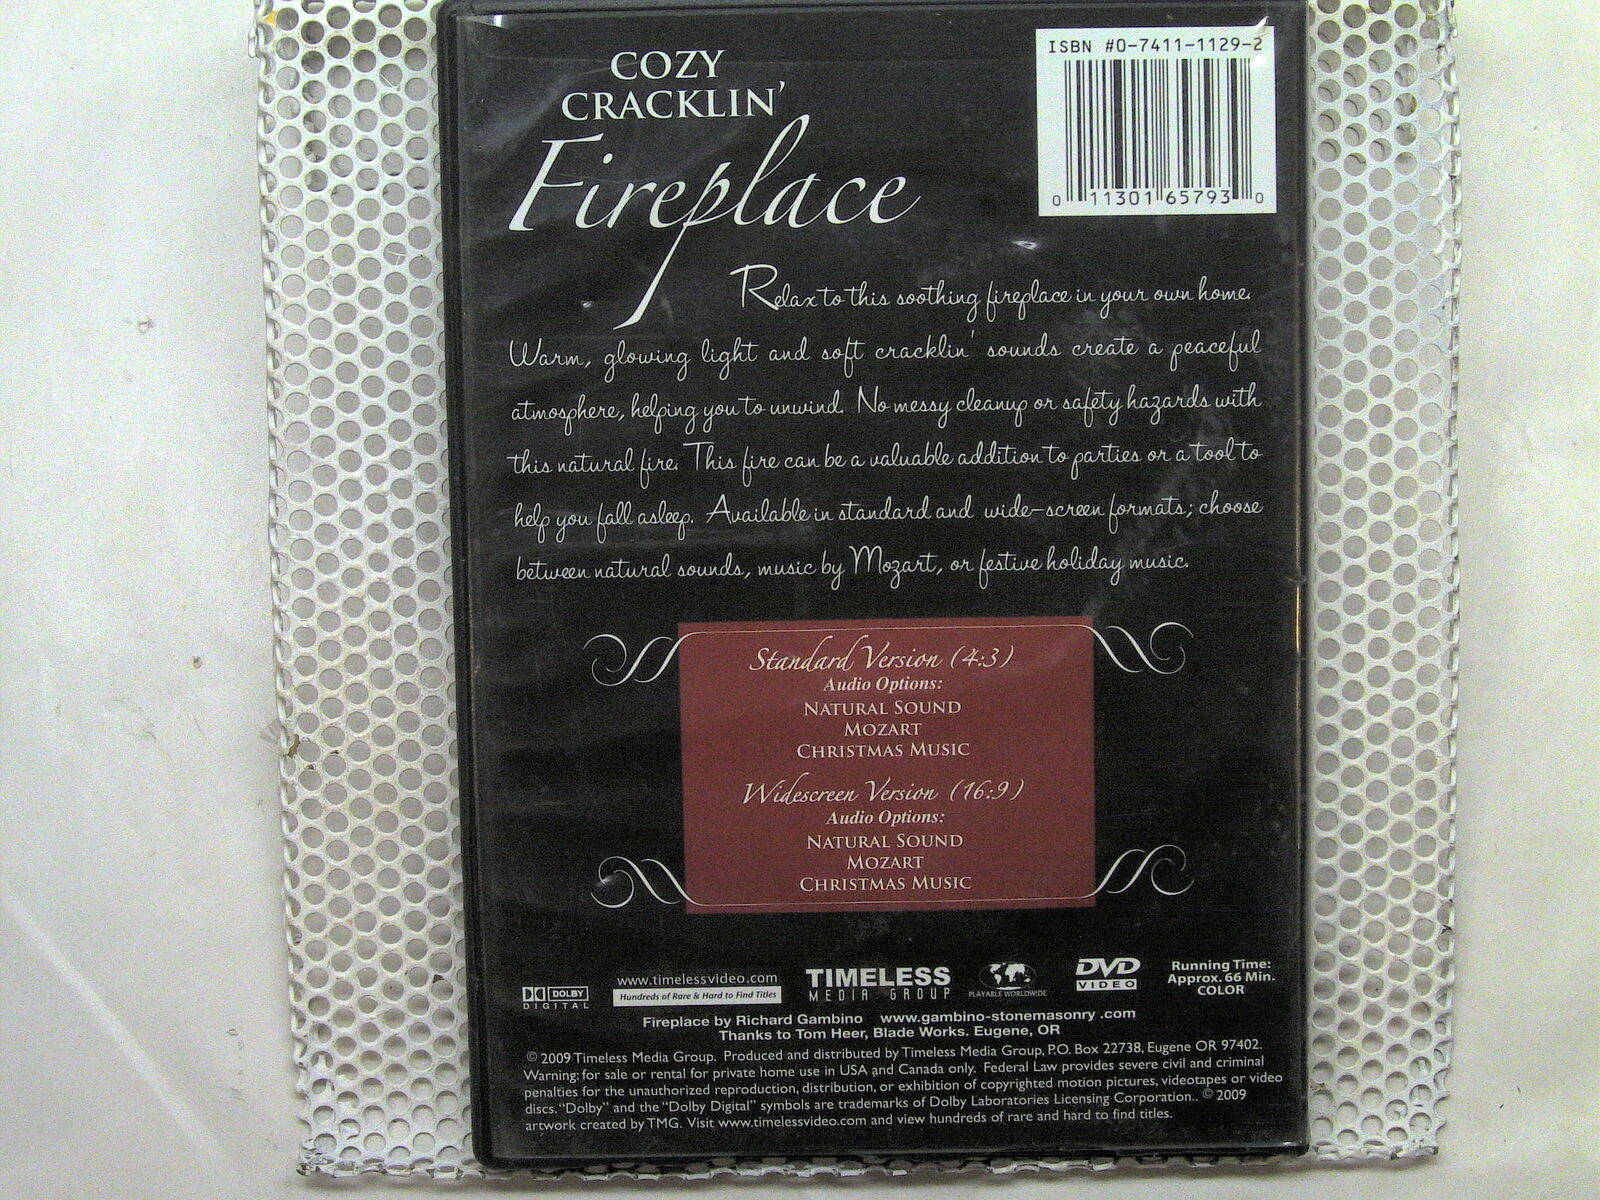 COZY
CRACKLIN'
Fireplace
ISBN #0-7411-1129-2
0 11301 65793 0
Relax to this soothing fireplace in your own home.
Warm, glowing light and soft cracklin' sounds create a peaceful
atmosphere, helping you to unwind. No messy cleanup or safety hazards with
this natural fire. This fire can be a valuable addition to parties or a tool to
help you fall asleep. Available in standard and wide-screen formats; choose
between natural sounds, music by Mozart, or festive holiday music.
Standard Version (4:3)
Audio Options:
NATURAL SOUND
MOZART
CHRISTMAS MUSIC
Widescreen Version (16:9)
Audio Options:
NATURAL SOUND
MOZART
CHRISTMAS MUSIC
DOLBY
DIGITAL
www.timelessvideo.com
Hundreds of Rare & Hard to Find Titles
TIMELESS
MEDIA GROUP
PLAYABLE WORLDWIDE
DVD
VIDEO
Running Time:
Approx. 66 Min.
COLOR
Fireplace by Richard Gambino www.gambino-stonemasonry .com
Thanks to Tom Heer, Blade Works. Eugene, OR
© 2009 Timeless Media Group. Produced and distributed by Timeless Media Group, P.O. Box 22738, Eugene OR 97402.
Warning: for sale or rental for private home use in USA and Canada only. Federal Law provides severe civil and criminal
penalties for the unauthorized reproduction, distribution, or exhibition of copyrighted motion pictures, videotapes or video
discs. "Dolby" and the "Dolby Digital" symbols are trademarks of Dolby Laboratories Licensing Corporation.. © 2009
artwork created by TMG. Visit www.timelessvideo.com and view hundreds of rare and hard to find titles.